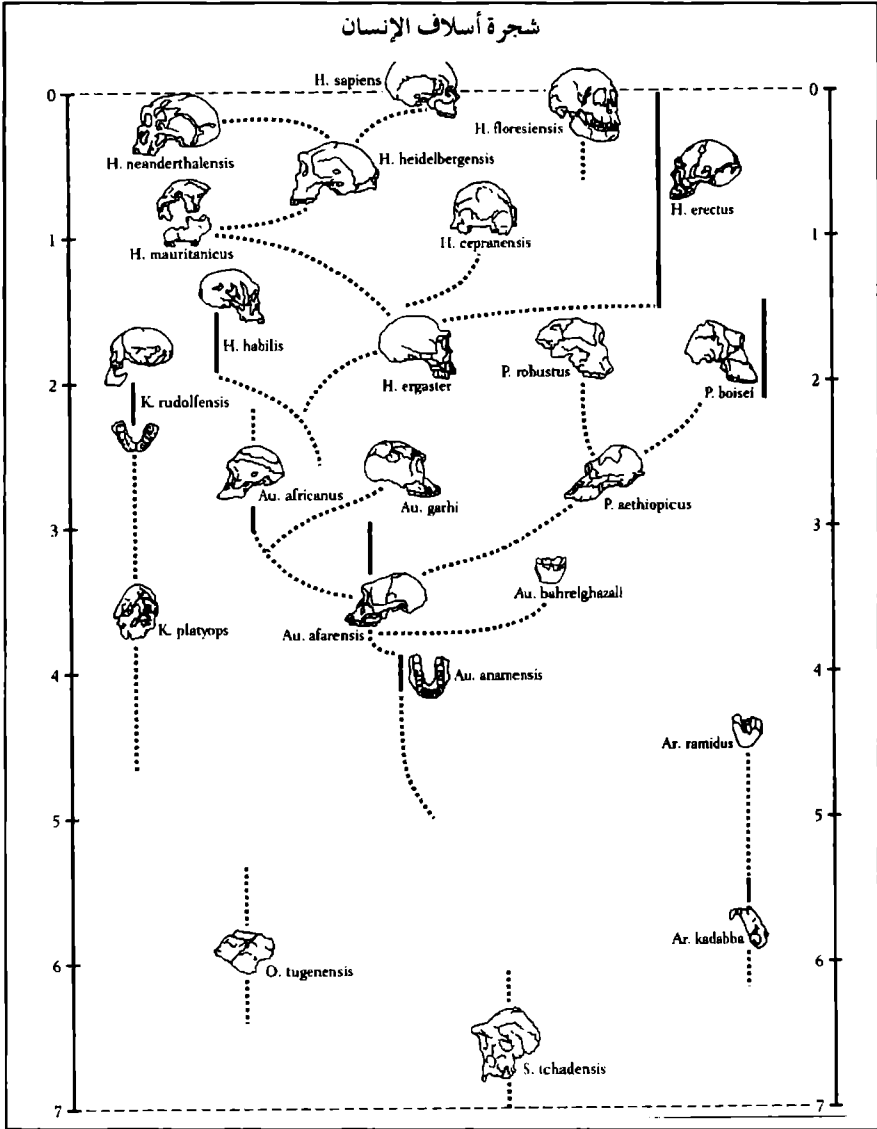 شجرة أسلاف الإنسان
H. sapiens
0
0
H. floresiensis
H. neanderthalensis
H. heidelbergensis
H. erectus
1
H. mauritanicus
H. cepranensis
1
H. habilis
H. ergaster
P. robustus
P. boisei
2
K. rudolfensis
2
Au. africanus
Au. garhi
P. aethiopicus
3
3
Au. bahrelghazali
K. platyops
Au. afarensis
4
Au. anamensis
4
Ar. ramidus
5
5
Ar. kadabba
6
O. tugenensis
6
S. tchadensis
7
7